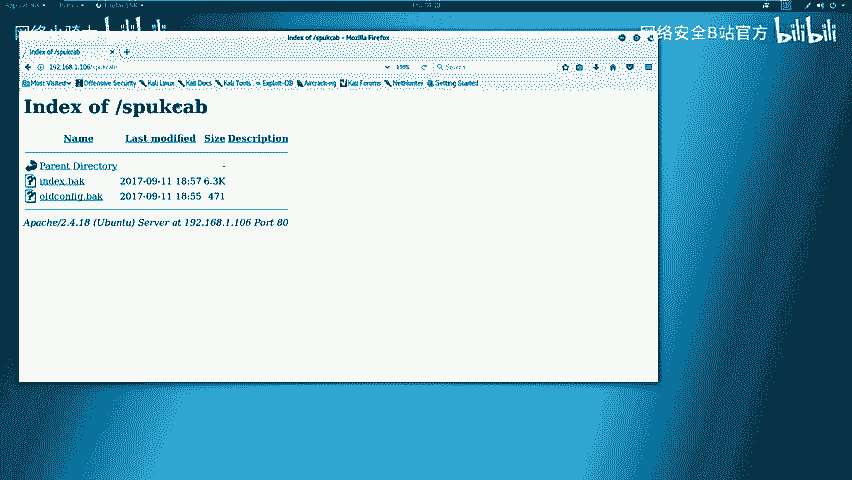 网络安全B站官方 bilibili
Index of /spukcab - Mozilla Firefox
Index of /spukcab
192.168.1.106/spukcab/
Search
Most Visited Offensive Security Kali Linux Kali Docs Kali Tools Exploit-DB Aircrack-ng Kali Forums NetHunter Getting Started
Index of /spukcab
Name Last modified Size Description
Parent Directory -
index.bak 2017-09-11 18:57 6.3K
oldconfig.bak 2017-09-11 18:55 471
Apache/2.4.18 (Ubuntu) Server at 192.168.1.106 Port 80